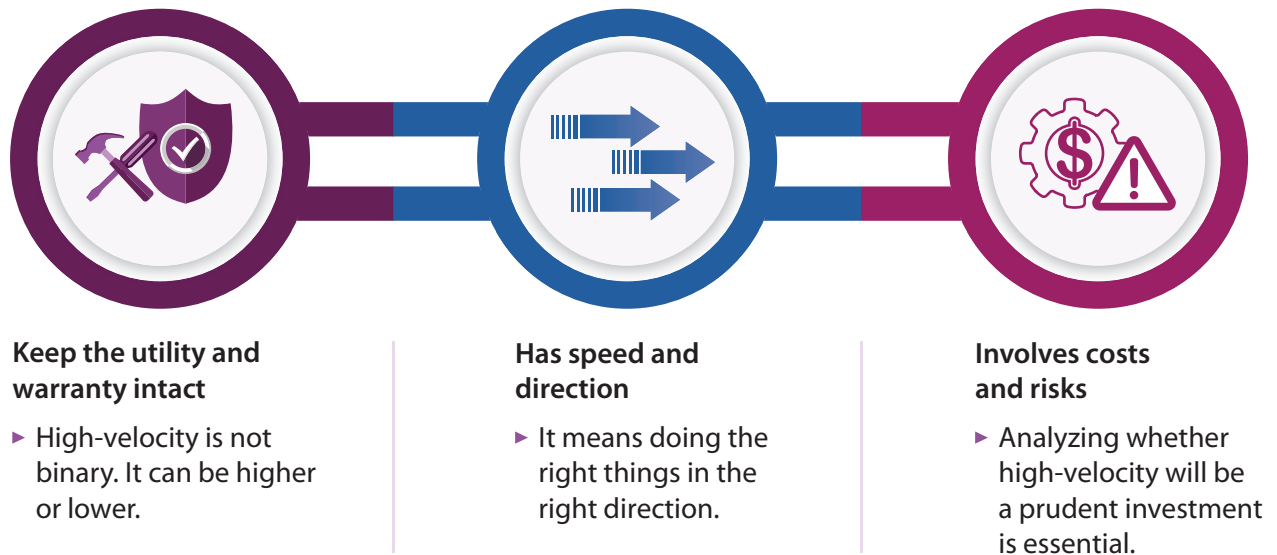 Keep the utility and
warranty intact
► High-velocity is not
binary. It can be higher
or lower.
Has speed and
direction
► It means doing the
right things in the
right direction.
Involves costs
and risks
► Analyzing whether
high-velocity will be
a prudent investment
is essential.
$
!